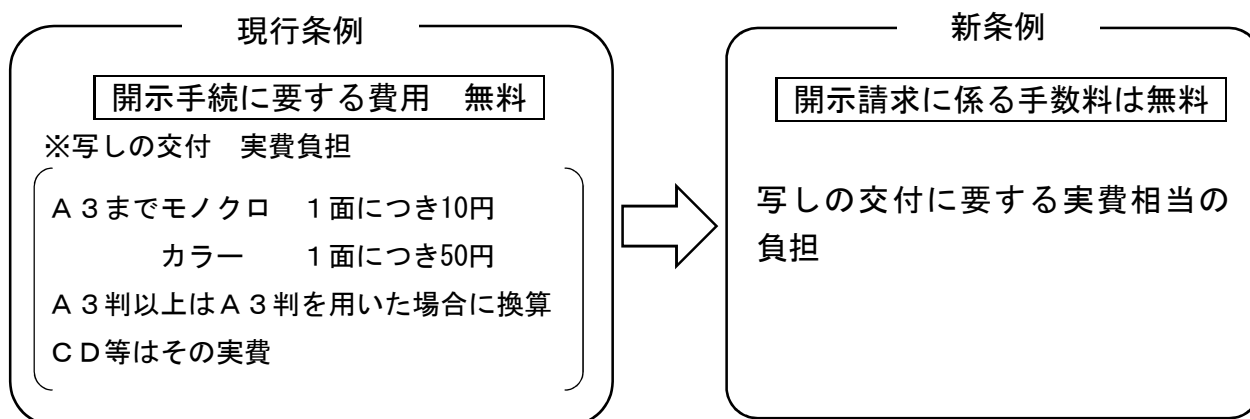 現行条例
開示手続に要する費用　無料
※写しの交付　実費負担
Ａ３までモノクロ　１面につき10円
カラー　１面につき50円
Ａ３判以上はＡ３判を用いた場合に換算
ＣＤ等はその実費
新条例
開示請求に係る手数料は無料
写しの交付に要する実費相当の
負担